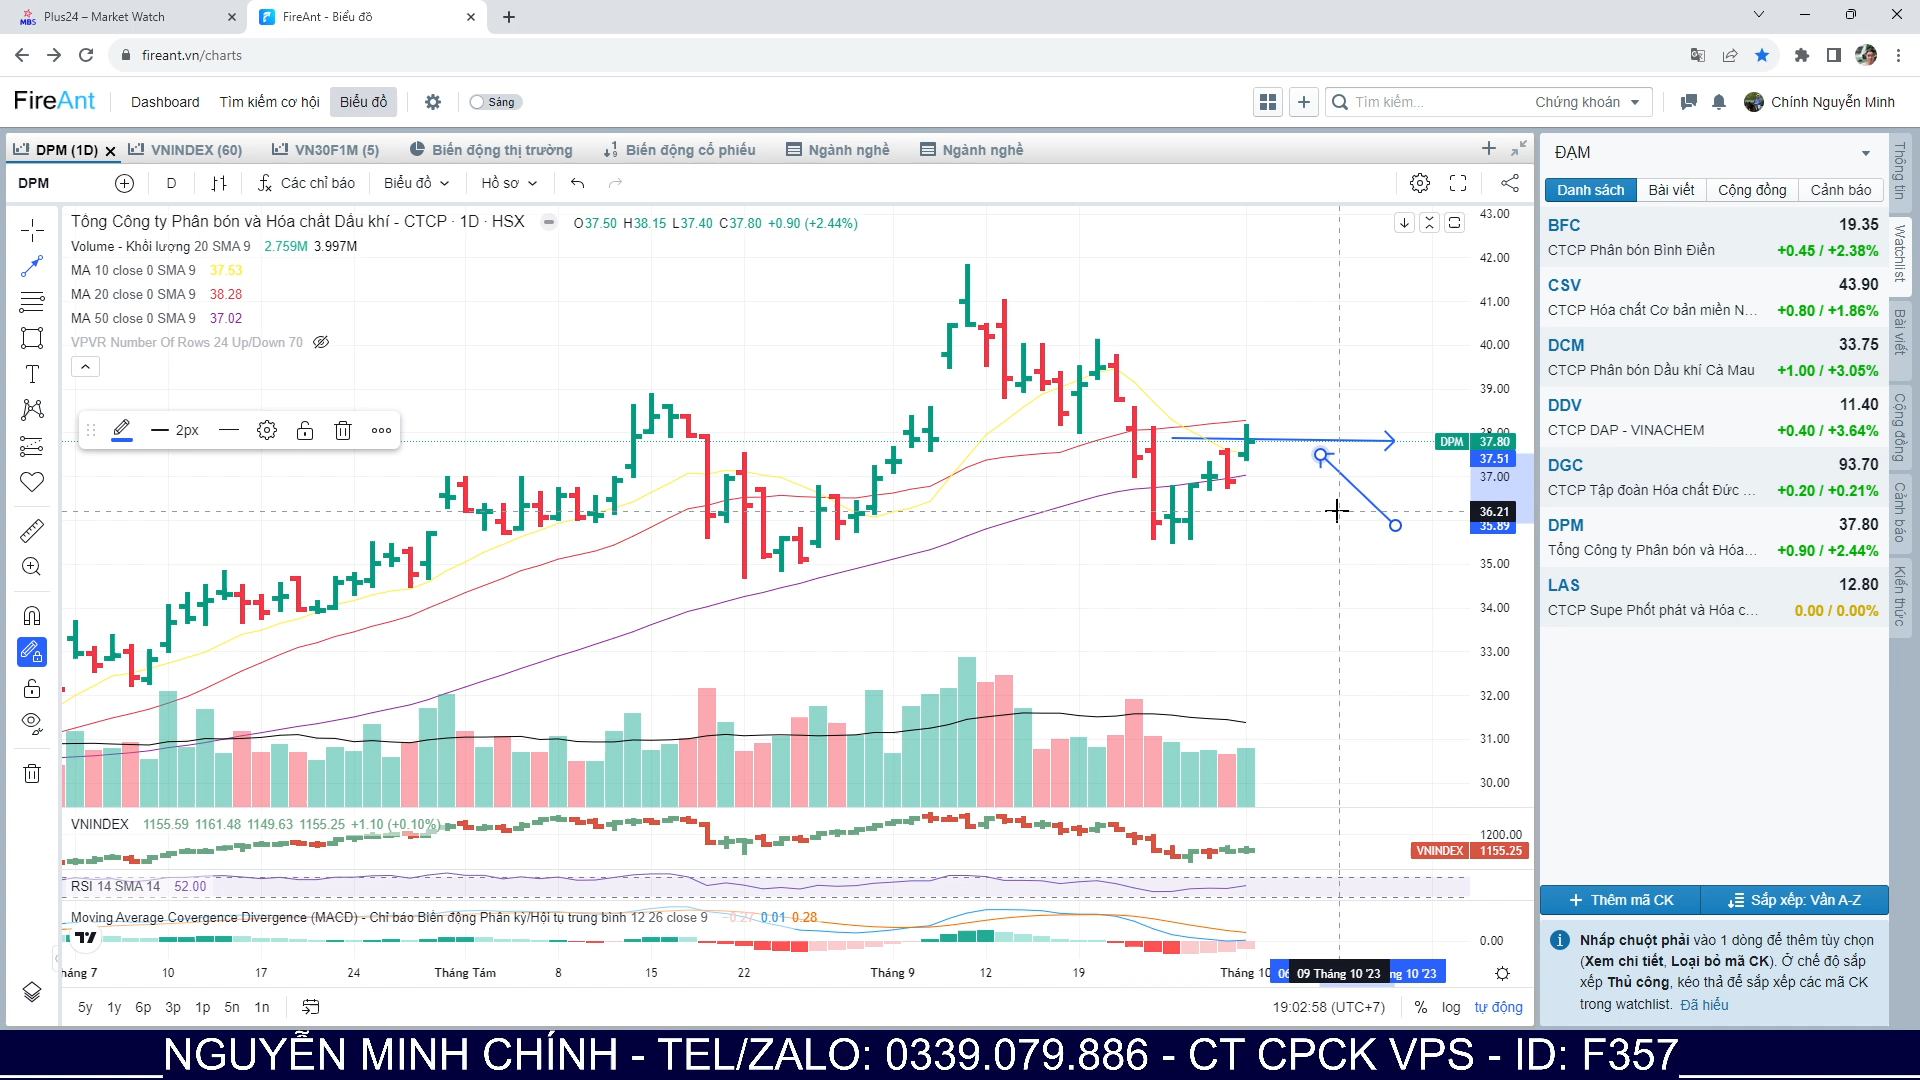 Plus24 – Market Watch
FireAnt - Biểu đồ
fireant.vn/charts
FireAnt
Dashboard
Tìm kiếm cơ hội
Biểu đồ
Sáng
Tìm kiếm...
Chứng khoán
Chính Nguyễn Minh
DPM (1D)
VNINDEX (60)
VN30F1M (5)
Biến động thị trường
Biến động cổ phiếu
Ngành nghề
Ngành nghề
DPM
D
Các chỉ báo
Biểu đồ
Hồ sơ
Tổng Công ty Phân bón và Hóa chất Dầu khí - CTCP · 1D · HSX
O37.50 H38.15 L37.40 C37.80 +0.90 (+2.44%)
Volume - Khối lượng 20 SMA 9 2.759M 3.997M
MA 10 close 0 SMA 9 37.53
MA 20 close 0 SMA 9 38.28
MA 50 close 0 SMA 9 37.02
VPVR Number Of Rows 24 Up/Down 70
2px
43.00
42.00
41.00
40.00
39.00
38.00
DPM 37.80
37.51
37.00
36.21
35.89
35.00
34.00
33.00
32.00
31.00
30.00
VNINDEX 1155.59 1161.48 1149.63 1155.25 +1.10 (+0.10%)
1200.00
VNINDEX 1155.25
RSI 14 SMA 14 52.00
Moving Average Covergence Divergence (MACD) - Chỉ báo Biến động Phân kỳ/Hội tụ trung bình 12 26 close 9 −0.27 0.01 0.28
0.00
háng 7
10
17
24
Tháng Tám
8
15
22
Tháng 9
12
19
Tháng 10
06
09 Tháng 10 '23
ng 10 '23
5y
1y
6p
3p
1p
5n
1n
19:02:58 (UTC+7)
%
log
tự động
ĐẠM
Danh sách
Bài viết
Cộng đồng
Cảnh báo
BFC 19.35
CTCP Phân bón Bình Điền +0.45 / +2.38%
CSV 43.90
CTCP Hóa chất Cơ bản miền N... +0.80 / +1.86%
DCM 33.75
CTCP Phân bón Dầu khí Cà Mau +1.00 / +3.05%
DDV 11.40
CTCP DAP - VINACHEM +0.40 / +3.64%
DGC 93.70
CTCP Tập đoàn Hóa chất Đức ... +0.20 / +0.21%
DPM 37.80
Tổng Công ty Phân bón và Hóa... +0.90 / +2.44%
LAS 12.80
CTCP Supe Phốt phát và Hóa c... 0.00 / 0.00%
Thêm mã CK
Sắp xếp: Vần A-Z
Nhấp chuột phải vào 1 dòng để thêm tùy chọn
(Xem chi tiết, Loại bỏ mã CK). Ở chế độ sắp
xếp Thủ công, kéo thả để sắp xếp các mã CK
trong watchlist. Đã hiểu
Thông tin
Watchlist
Bài viết
Cộng đồng
Cảnh báo
Kiến thức
NGUYỄN MINH CHÍNH - TEL/ZALO: 0339.079.886 - CT CPCK VPS - ID: F357